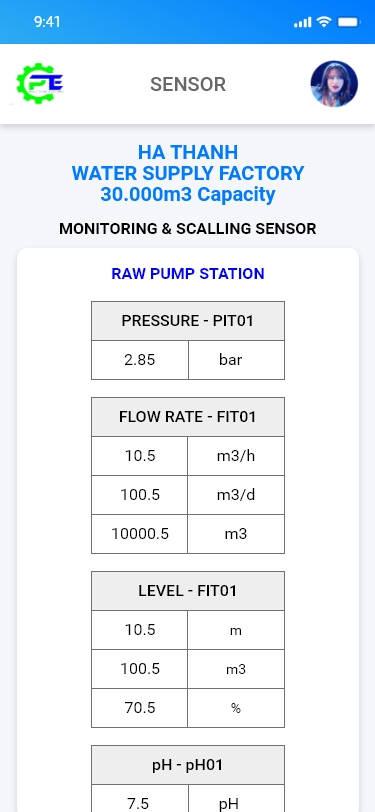 9:41
SENSOR
HA THANH
WATER SUPPLY FACTORY
30.000m3 Capacity
MONITORING & SCALLING SENSOR
RAW PUMP STATION
PRESSURE - PIT01
2.85 bar
FLOW RATE - FIT01
10.5 m3/h
100.5 m3/d
10000.5 m3
LEVEL - FIT01
10.5 m
100.5 m3
70.5 %
pH - pH01
7.5 pH